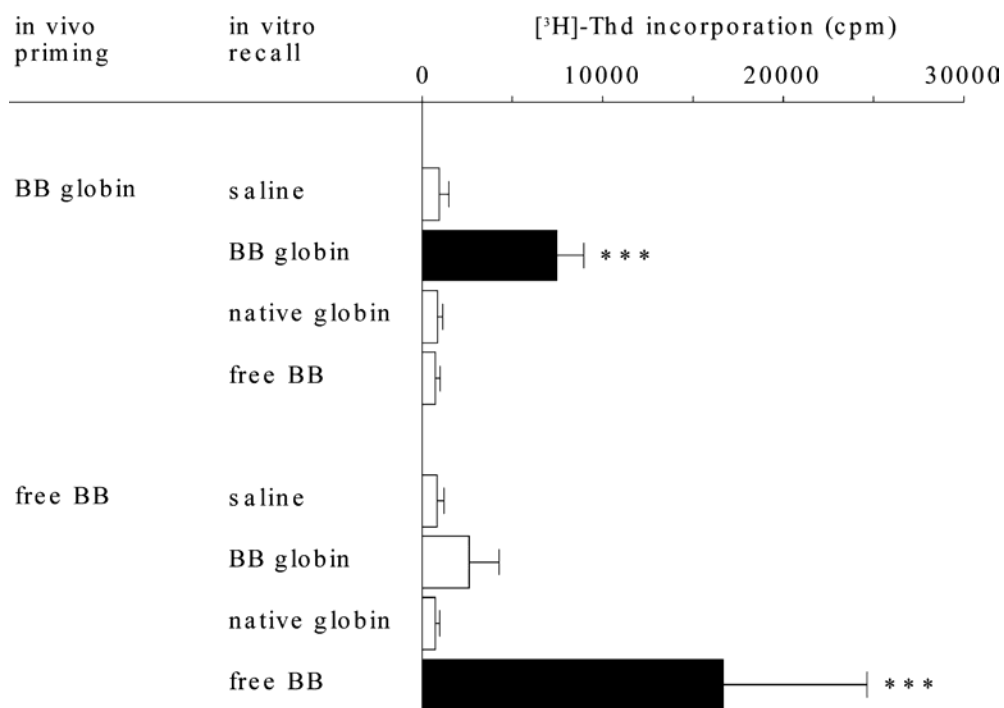 in vivo priming
in vitro recall
[³H]-Thd incorporation (cpm)
0 10000 20000 30000
BB globin saline
BB globin ***
native globin
free BB
free BB saline
BB globin
native globin
free BB ***